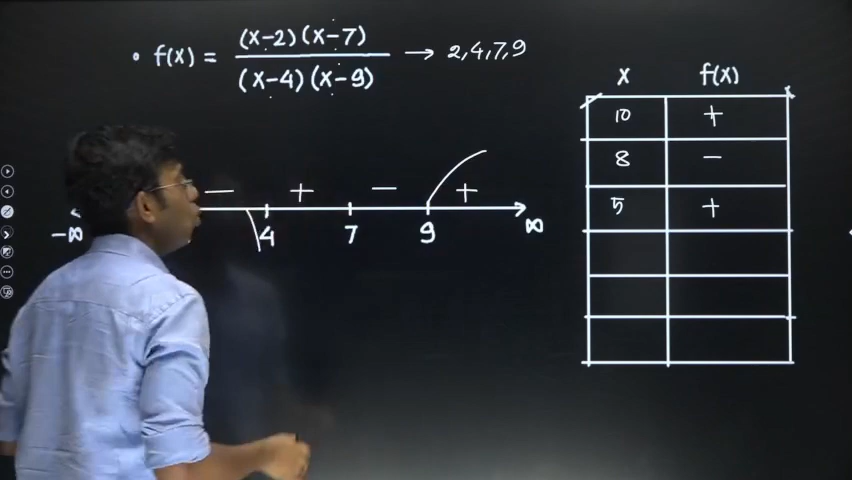 • f(x) = (x-2)(x-7) / (x-4)(x-9) → 2,4,7,9
x f(x)
10 +
8 −
5 +
− + − +
-∞ 4 7 9 ∞